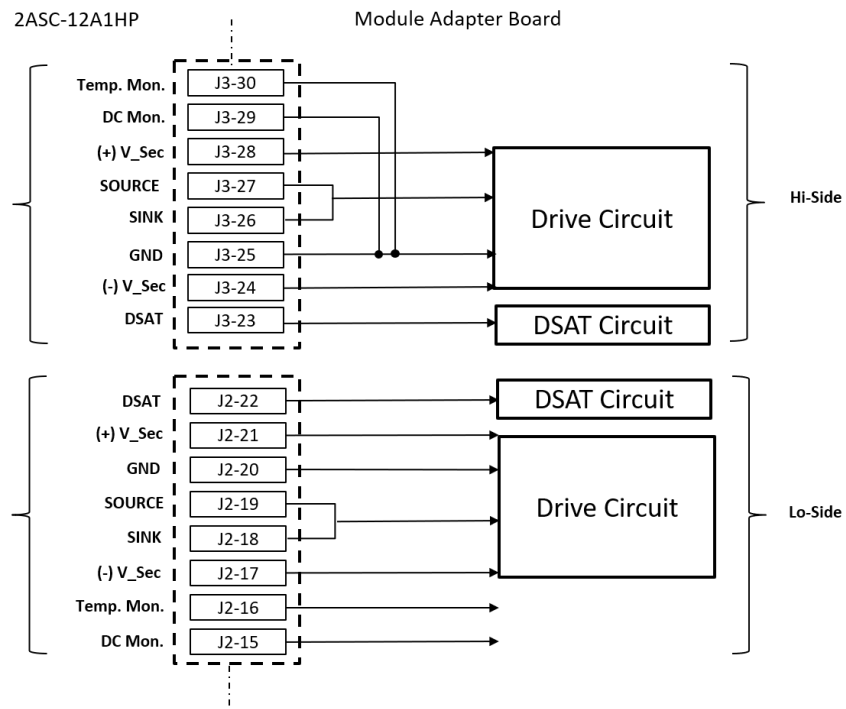 2ASC-12A1HP
Module Adapter Board
Temp. Mon. J3-30
DC Mon. J3-29
(+) V_Sec J3-28
SOURCE J3-27
SINK J3-26
GND J3-25
(-) V_Sec J3-24
DSAT J3-23
Drive Circuit
DSAT Circuit
Hi-Side
DSAT J2-22
(+) V_Sec J2-21
GND J2-20
SOURCE J2-19
SINK J2-18
(-) V_Sec J2-17
Temp. Mon. J2-16
DC Mon. J2-15
DSAT Circuit
Drive Circuit
Lo-Side